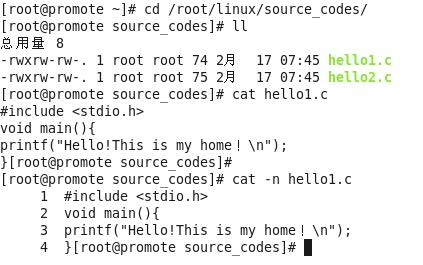 [root@promote ~]# cd /root/linux/source_codes/
[root@promote source_codes]# ll
总用量 8
-rwxrw-rw-. 1 root root 74 2月  17 07:45 hello1.c
-rwxrw-rw-. 1 root root 75 2月  17 07:45 hello2.c
[root@promote source_codes]# cat hello1.c
#include <stdio.h>
void main(){
printf("Hello!This is my home！\n");
}[root@promote source_codes]#
[root@promote source_codes]# cat -n hello1.c
     1  #include <stdio.h>
     2  void main(){
     3  printf("Hello!This is my home！\n");
     4  }[root@promote source_codes]#